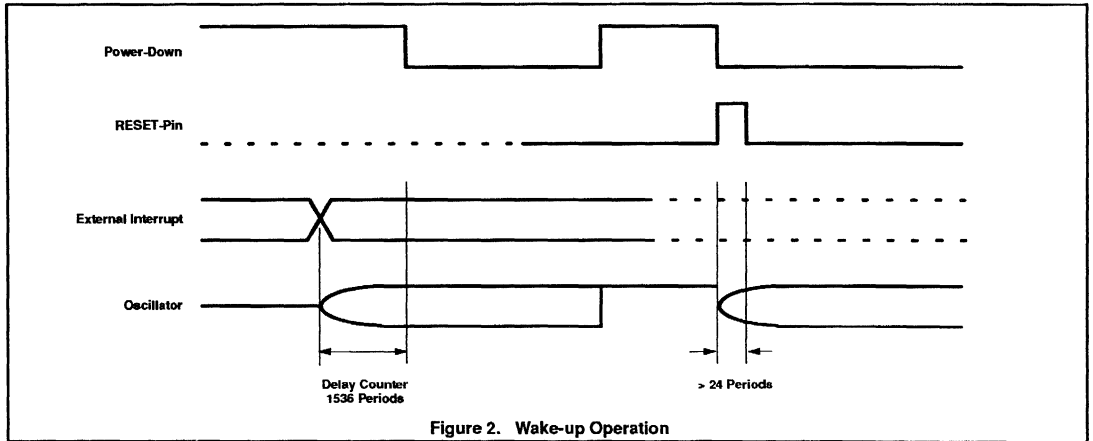 Power-Down
RESET-Pin
External Interrupt
Oscillator
Delay Counter
1536 Periods
> 24 Periods
Figure 2. Wake-up Operation